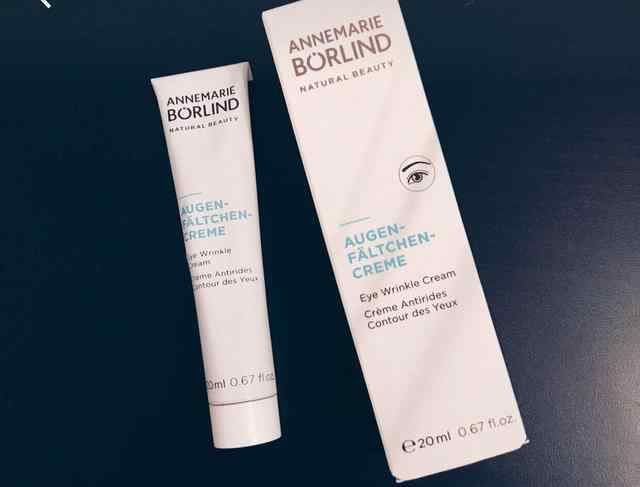 ANNEMARIE
BÖRLIND
NATURAL BEAUTY
AUGEN-
FÄLTCHEN-
CREME
Eye Wrinkle
Cream
Crème Antirides
Contour des Yeux
20ml 0.67 fl.oz.
ANNEMARIE
BÖRLIND
NATURAL BEAUTY
AUGEN-
FÄLTCHEN-
CREME
Eye Wrinkle Cream
Crème Antirides
Contour des Yeux
℮20ml 0.67 fl.oz.